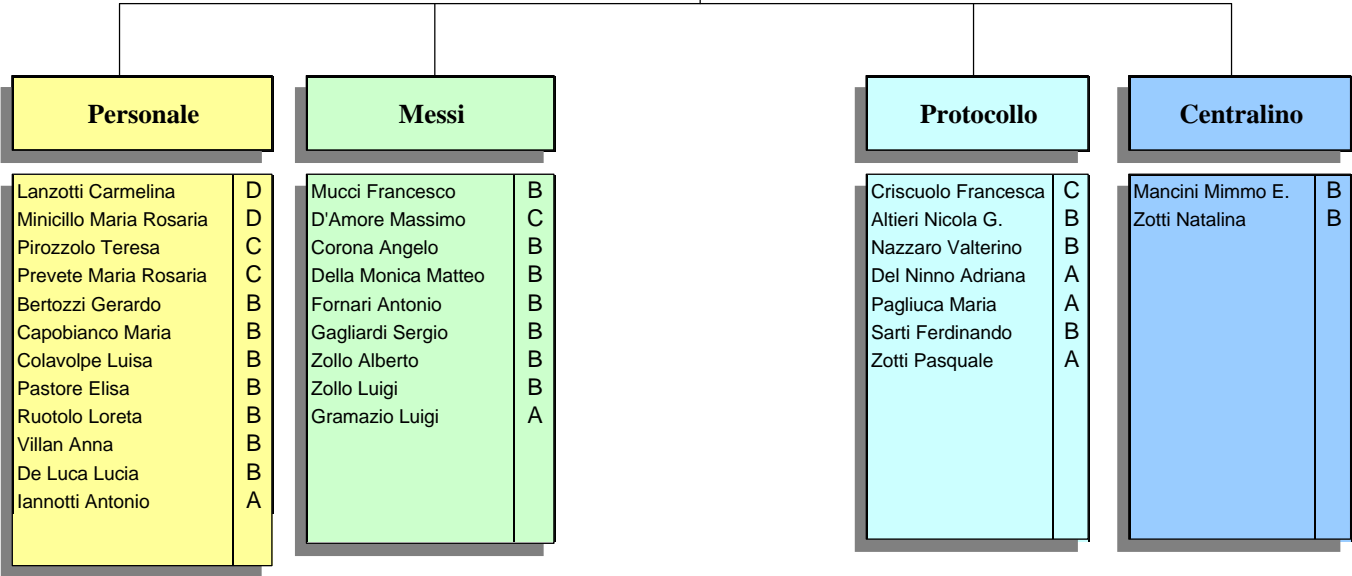 Personale
Lanzotti Carmelina D
Minicillo Maria Rosaria D
Pirozzolo Teresa C
Prevete Maria Rosaria C
Bertozzi Gerardo B
Capobianco Maria B
Colavolpe Luisa B
Pastore Elisa B
Ruotolo Loreta B
Villan Anna B
De Luca Lucia B
Iannotti Antonio A
Messi
Mucci Francesco B
D'Amore Massimo C
Corona Angelo B
Della Monica Matteo B
Fornari Antonio B
Gagliardi Sergio B
Zollo Alberto B
Zollo Luigi B
Gramazio Luigi A
Protocollo
Criscuolo Francesca C
Altieri Nicola G. B
Nazzaro Valterino B
Del Ninno Adriana A
Pagliuca Maria A
Sarti Ferdinando B
Zotti Pasquale A
Centralino
Mancini Mimmo E. B
Zotti Natalina B